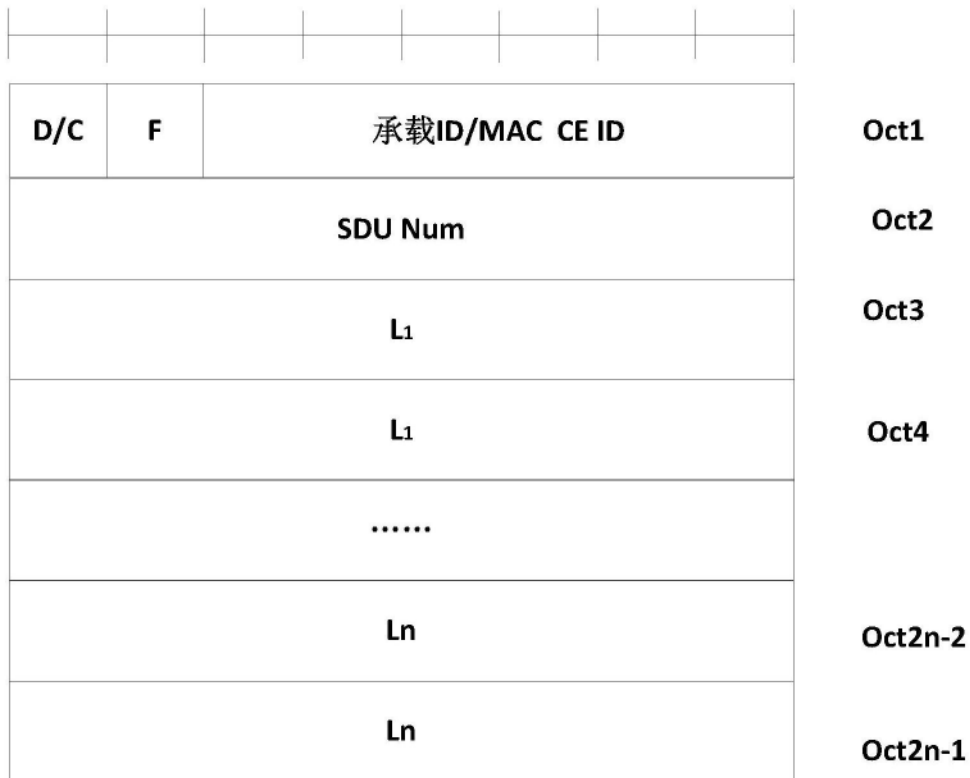 D/C F 承载ID/MAC CE ID Oct1
SDU Num Oct2
L₁ Oct3
L₁ Oct4
……
Ln Oct2n-2
Ln Oct2n-1